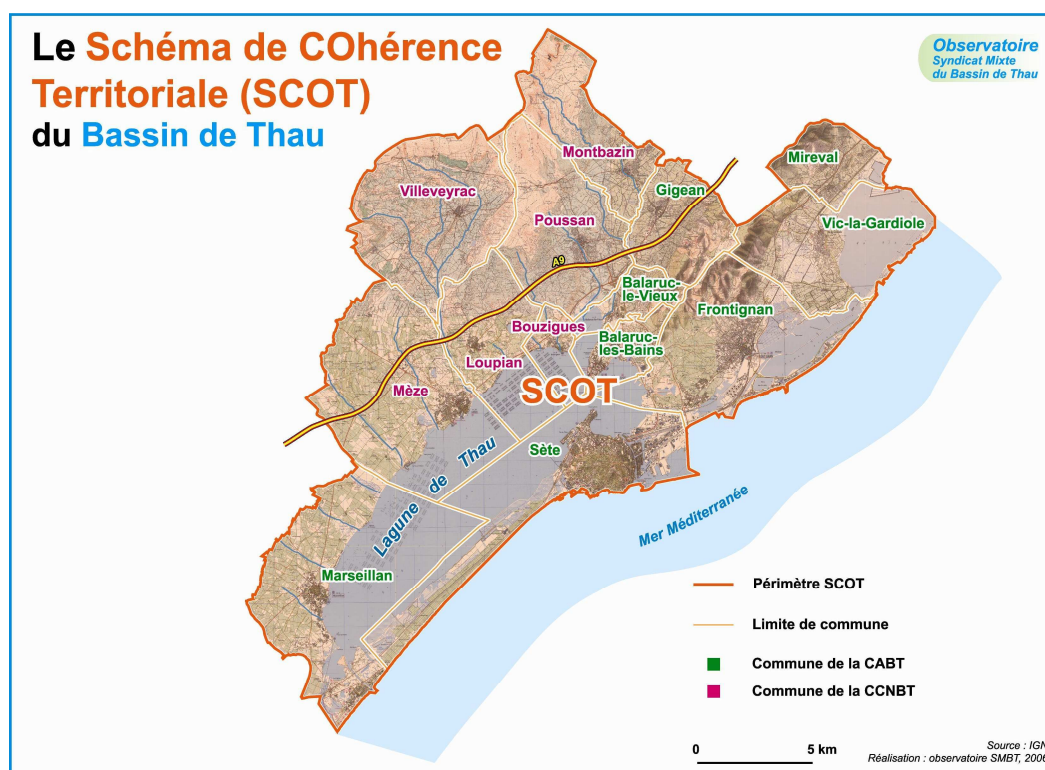 Le Schéma de COhérence
Territoriale (SCOT)
du Bassin de Thau
Observatoire
Syndicat Mixte
du Bassin de Thau
Montbazin
Mireval
Villeveyrac
Gigean
Poussan
Vic-la-Gardiole
A9
Balaruc-
le-Vieux
Frontignan
Bouzigues
Balaruc-
les-Bains
Loupian
Mèze
SCOT
Sète
Lagune de Thau
Mer Méditerranée
Marseillan
Périmètre SCOT
Limite de commune
Commune de la CABT
Commune de la CCNBT
0 5 km
Source : IGN
Réalisation : observatoire SMBT, 2006